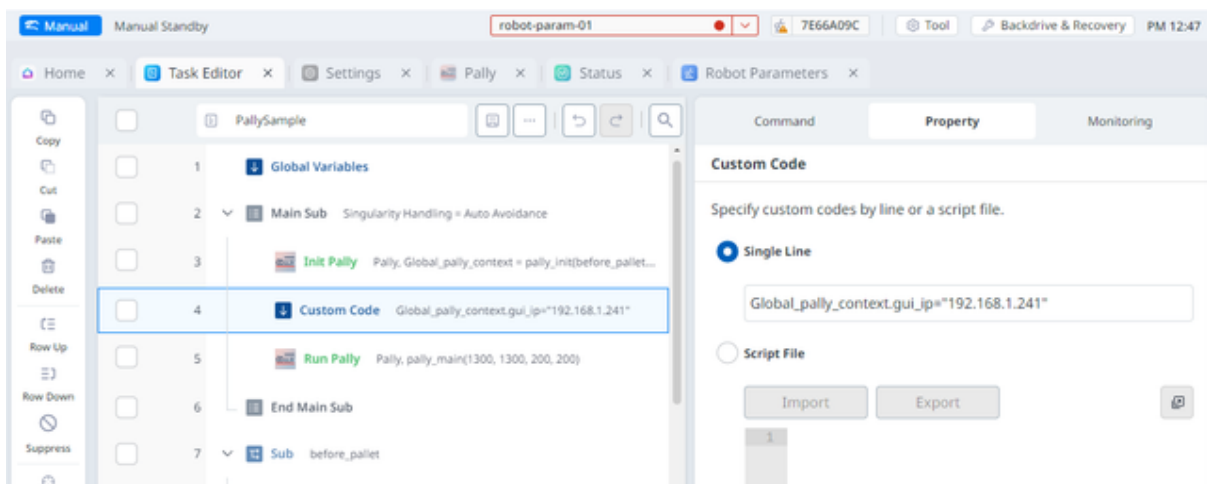 Manual Manual Standby robot-param-01 7E66A09C Tool Backdrive & Recovery PM 12:47
Home × Task Editor × Settings × Pally × Status × Robot Parameters ×
Copy
Cut
Paste
Delete
Row Up
Row Down
Suppress
PallySample ...
1 Global Variables
2 Main Sub Singularity Handling = Auto Avoidance
3 Init Pally Pally, Global_pally_context = pally_init(before_pallet...
4 Custom Code Global_pally_context.gui_ip="192.168.1.241"
5 Run Pally Pally, pally_main(1300, 1300, 200, 200)
6 End Main Sub
7 Sub before_pallet
Command Property Monitoring
Custom Code
Specify custom codes by line or a script file.
Single Line
Global_pally_context.gui_ip="192.168.1.241"
Script File
Import Export
1